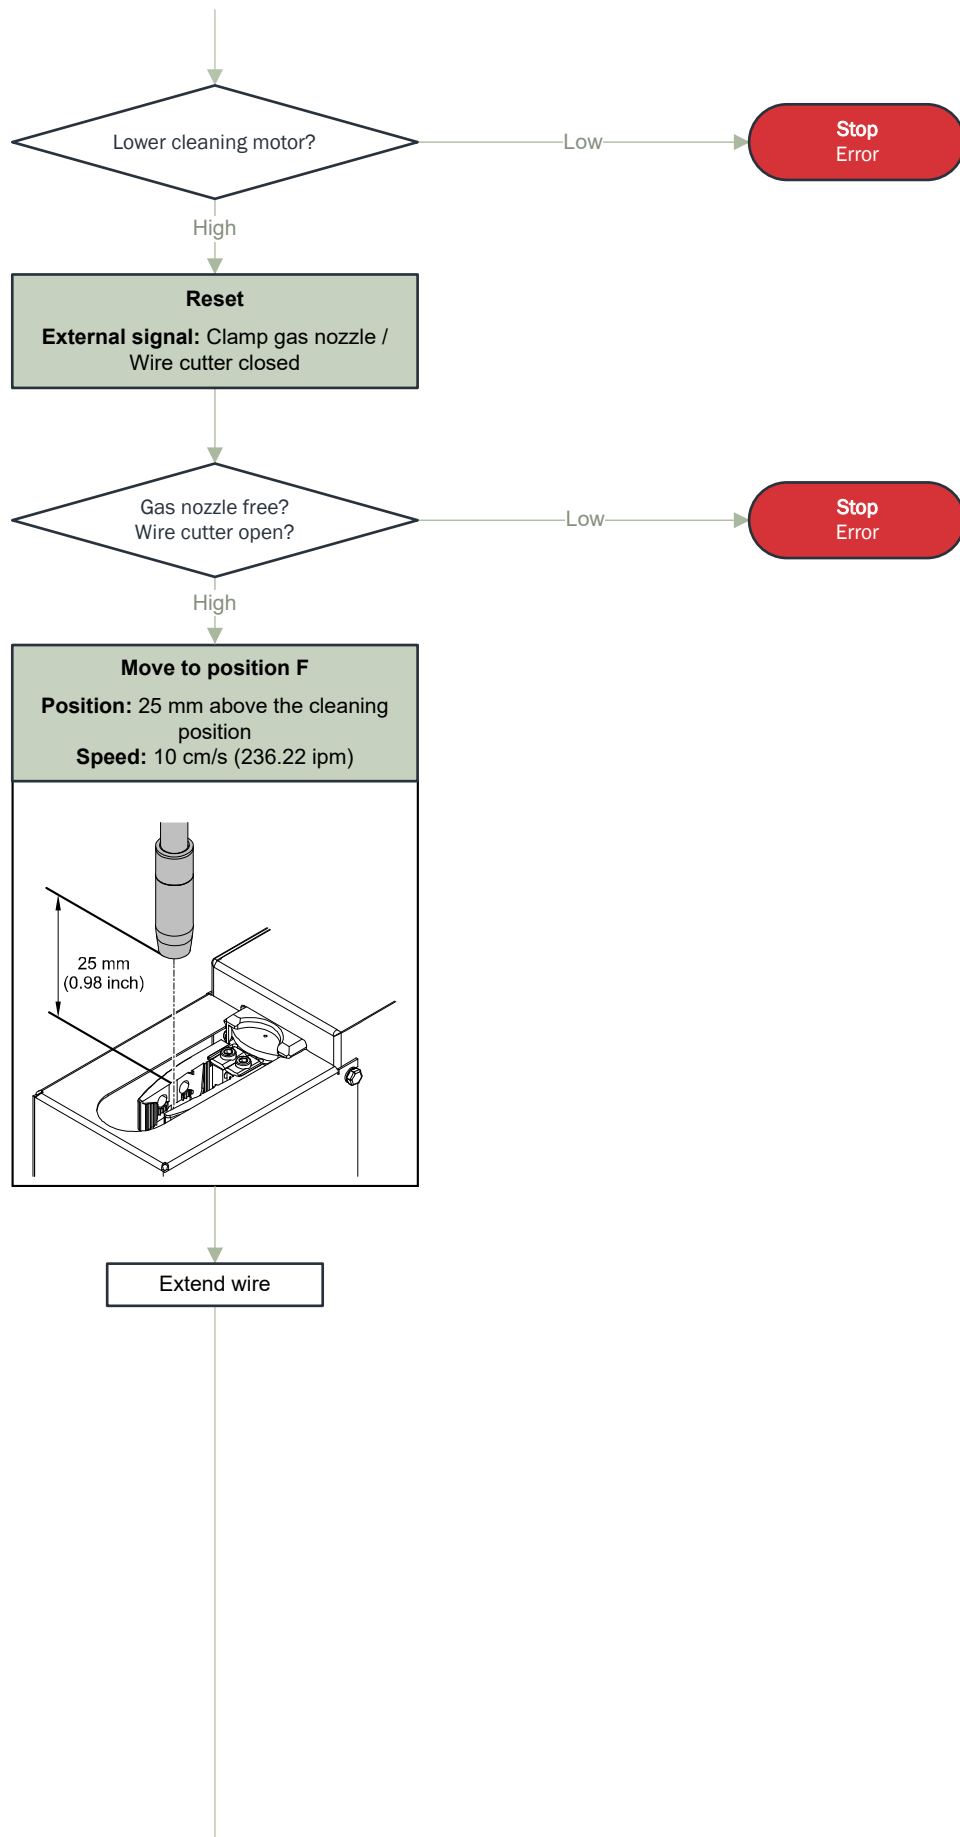 Lower cleaning motor?
Low
Stop
Error
High
Reset
External signal: Clamp gas nozzle /
Wire cutter closed
Gas nozzle free?
Wire cutter open?
Low
Stop
Error
High
Move to position F
Position: 25 mm above the cleaning
position
Speed: 10 cm/s (236.22 ipm)
25 mm
(0.98 inch)
Extend wire